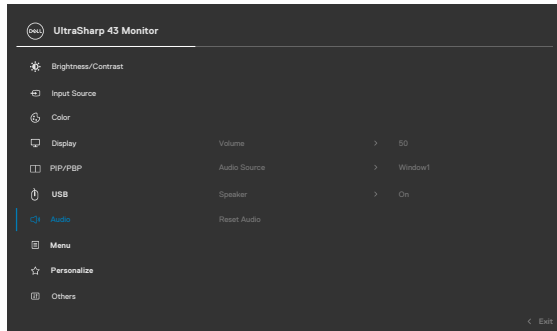 DELL UltraSharp 43 Monitor
Brightness/Contrast
Input Source
Color
Display Volume > 50
PIP/PBP Audio Source > Window1
USB Speaker > On
Audio Reset Audio
Menu
Personalize
Others
< Exit